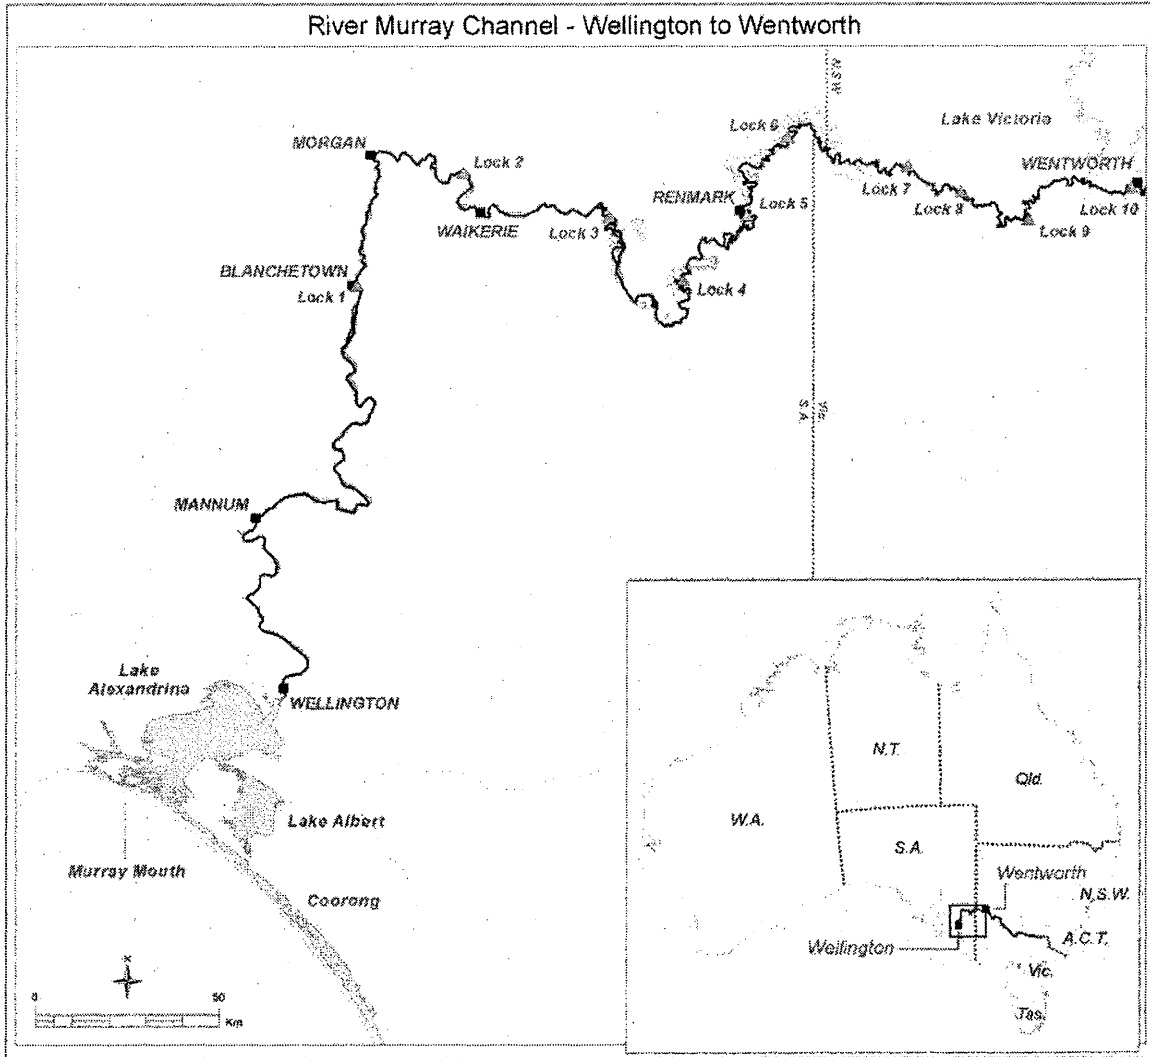 River Murray Channel - Wellington to Wentworth
N.S.W.
Lake Victoria
Lock 6
MORGAN
Lock 2
WENTWORTH
RENMARK
Lock 7
Lock 8
Lock 10
Lock 5
WAIKERIE
Lock 3
Lock 9
BLANCHETOWN
Lock 1
Lock 4
S.A.
Vic
MANNUM
Lake
Alexandrina
WELLINGTON
N.T.
Qld.
W.A.
Lake Albert
S.A.
Murray Mouth
Wentworth
Coorong
N.S.W.
A.C.T.
Wellington
Vic.
Tas.
N
0
50
Km